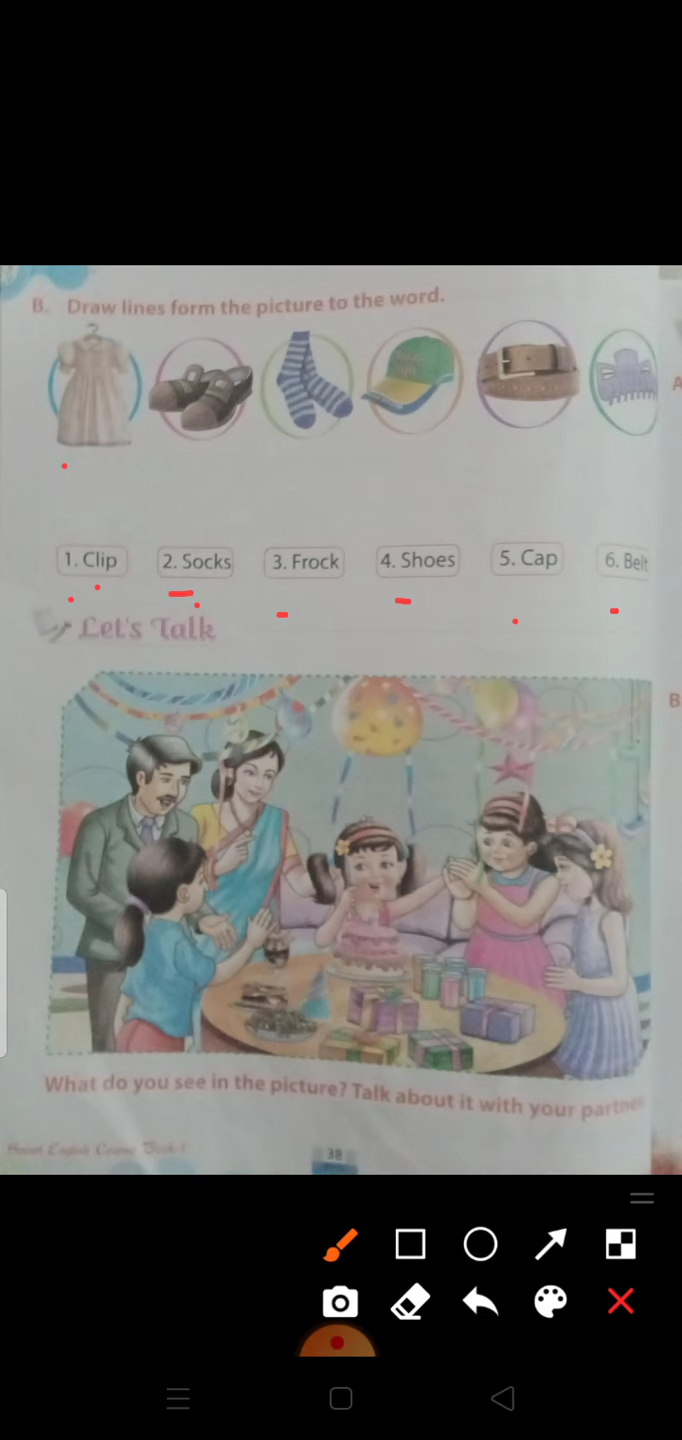 B. Draw lines form the picture to the word.
1. Clip
2. Socks
3. Frock
4. Shoes
5. Cap
6. Belt
Let's Talk
What do you see in the picture? Talk about it with your partner
38
A
B